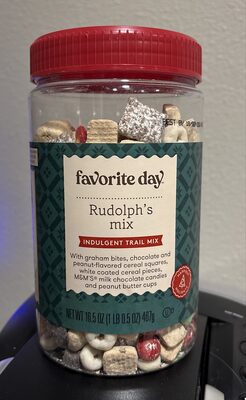 BEST BY
favorite day.
Rudolph's
mix
INDULGENT TRAIL MIX
With graham bites, chocolate and
peanut-flavored cereal squares,
white coated cereal pieces,
M&M'S® milk chocolate candies
and peanut butter cups
NET WT 16.5 OZ (1 LB 0.5 OZ) 467g